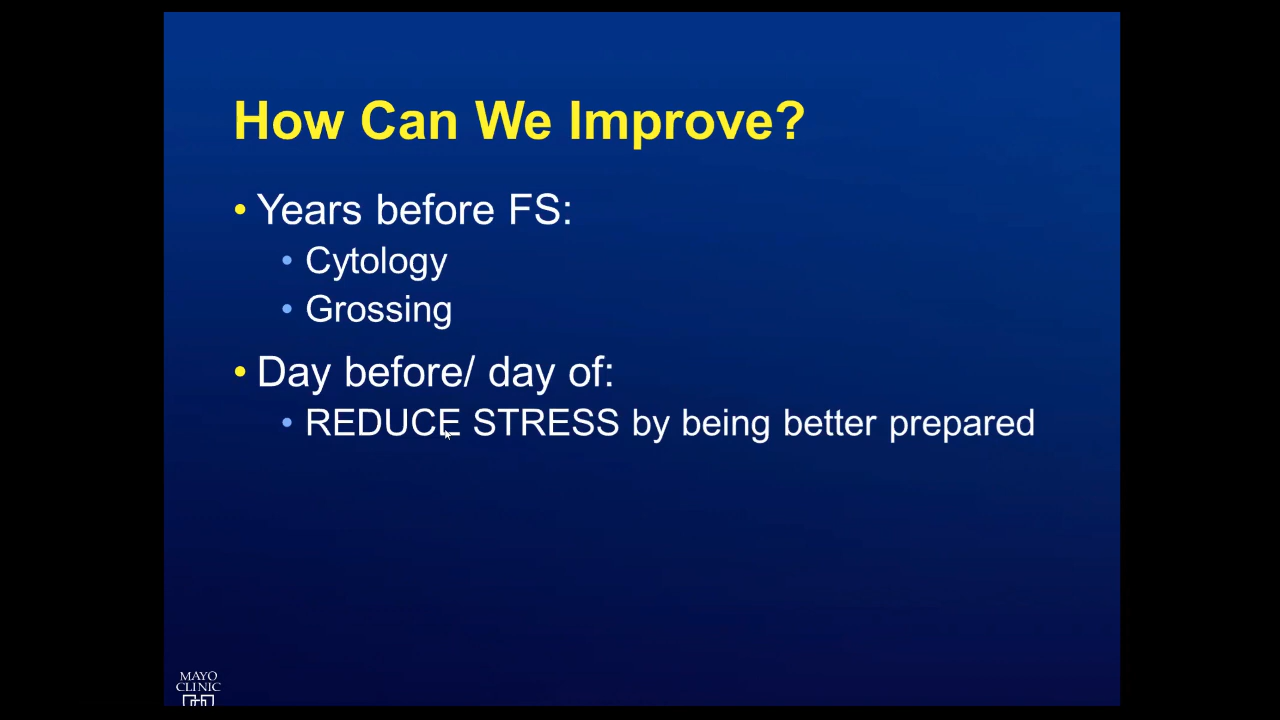 How Can We Improve?
• Years before FS:
• Cytology
• Grossing
• Day before/ day of:
• REDUCE STRESS by being better prepared
MAYO
CLINIC